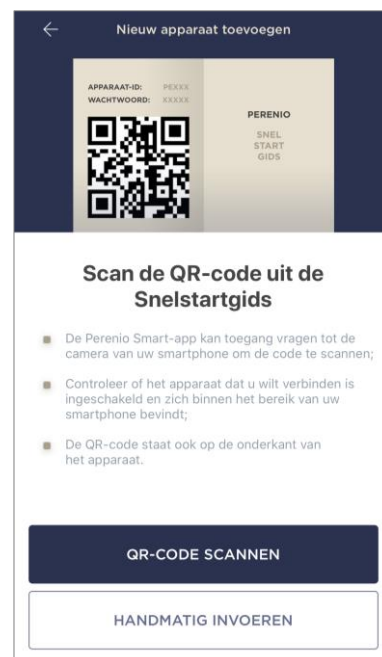 Nieuw apparaat toevoegen
APPARAAT-ID: PEXXX
WACHTWOORD: XXXXX
PERENIO
SNEL
START
GIDS
Scan de QR-code uit de
Snelstartgids
De Perenio Smart-app kan toegang vragen tot de
camera van uw smartphone om de code te scannen;
Controleer of het apparaat dat u wilt verbinden is
ingeschakeld en zich binnen het bereik van uw
smartphone bevindt;
De QR-code staat ook op de onderkant van
het apparaat.
QR-CODE SCANNEN
HANDMATIG INVOEREN